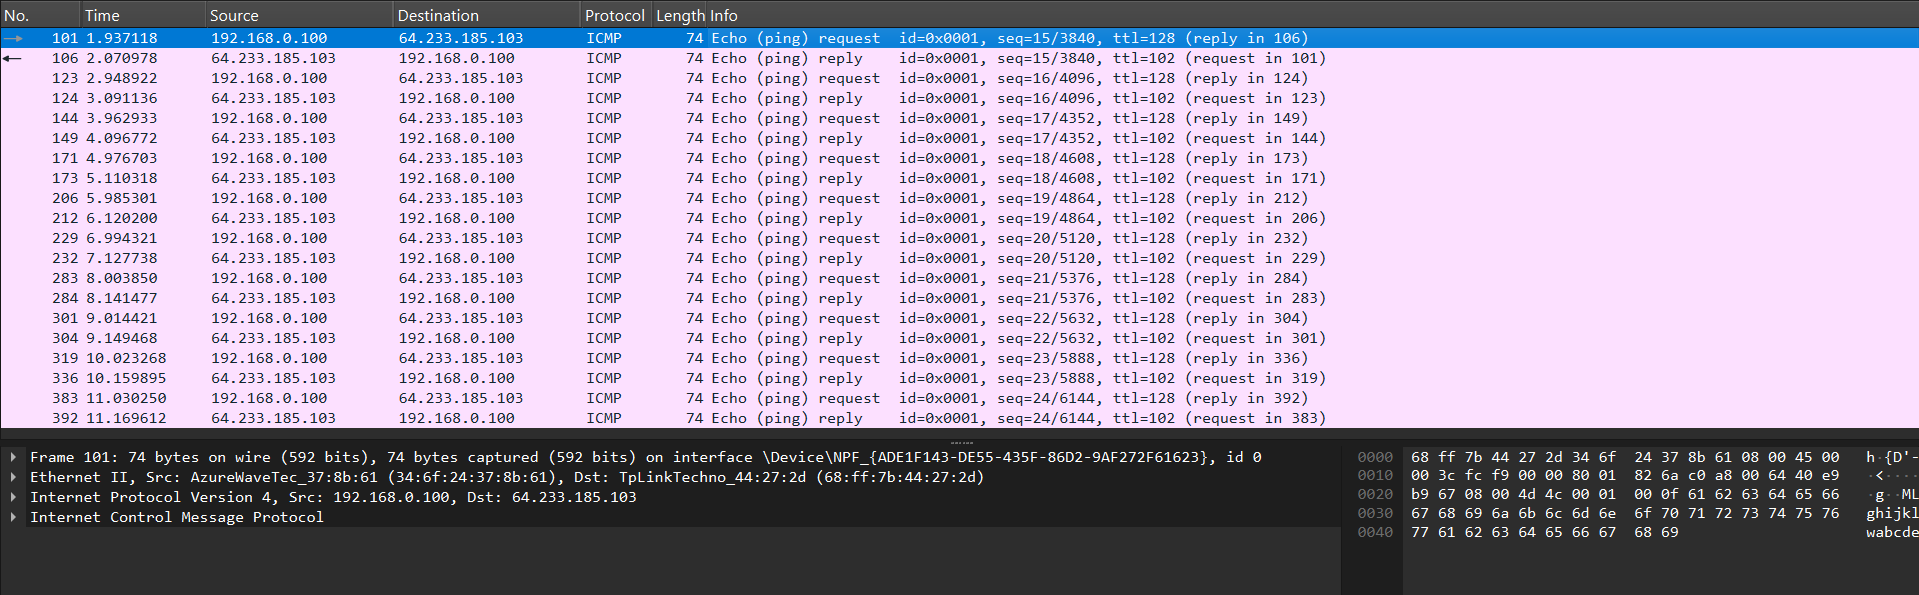 No. Time Source Destination Protocol Length Info
101 1.937118 192.168.0.100 64.233.185.103 ICMP 74 Echo (ping) request id=0x0001, seq=15/3840, ttl=128 (reply in 106)
106 2.070978 64.233.185.103 192.168.0.100 ICMP 74 Echo (ping) reply id=0x0001, seq=15/3840, ttl=102 (request in 101)
123 2.948922 192.168.0.100 64.233.185.103 ICMP 74 Echo (ping) request id=0x0001, seq=16/4096, ttl=128 (reply in 124)
124 3.091136 64.233.185.103 192.168.0.100 ICMP 74 Echo (ping) reply id=0x0001, seq=16/4096, ttl=102 (request in 123)
144 3.962933 192.168.0.100 64.233.185.103 ICMP 74 Echo (ping) request id=0x0001, seq=17/4352, ttl=128 (reply in 149)
149 4.096772 64.233.185.103 192.168.0.100 ICMP 74 Echo (ping) reply id=0x0001, seq=17/4352, ttl=102 (request in 144)
171 4.976703 192.168.0.100 64.233.185.103 ICMP 74 Echo (ping) request id=0x0001, seq=18/4608, ttl=128 (reply in 173)
173 5.110318 64.233.185.103 192.168.0.100 ICMP 74 Echo (ping) reply id=0x0001, seq=18/4608, ttl=102 (request in 171)
206 5.985301 192.168.0.100 64.233.185.103 ICMP 74 Echo (ping) request id=0x0001, seq=19/4864, ttl=128 (reply in 212)
212 6.120200 64.233.185.103 192.168.0.100 ICMP 74 Echo (ping) reply id=0x0001, seq=19/4864, ttl=102 (request in 206)
229 6.994321 192.168.0.100 64.233.185.103 ICMP 74 Echo (ping) request id=0x0001, seq=20/5120, ttl=128 (reply in 232)
232 7.127738 64.233.185.103 192.168.0.100 ICMP 74 Echo (ping) reply id=0x0001, seq=20/5120, ttl=102 (request in 229)
283 8.003850 192.168.0.100 64.233.185.103 ICMP 74 Echo (ping) request id=0x0001, seq=21/5376, ttl=128 (reply in 284)
284 8.141477 64.233.185.103 192.168.0.100 ICMP 74 Echo (ping) reply id=0x0001, seq=21/5376, ttl=102 (request in 283)
301 9.014421 192.168.0.100 64.233.185.103 ICMP 74 Echo (ping) request id=0x0001, seq=22/5632, ttl=128 (reply in 304)
304 9.149468 64.233.185.103 192.168.0.100 ICMP 74 Echo (ping) reply id=0x0001, seq=22/5632, ttl=102 (request in 301)
319 10.023268 192.168.0.100 64.233.185.103 ICMP 74 Echo (ping) request id=0x0001, seq=23/5888, ttl=128 (reply in 336)
336 10.159895 64.233.185.103 192.168.0.100 ICMP 74 Echo (ping) reply id=0x0001, seq=23/5888, ttl=102 (request in 319)
383 11.030250 192.168.0.100 64.233.185.103 ICMP 74 Echo (ping) request id=0x0001, seq=24/6144, ttl=128 (reply in 392)
392 11.169612 64.233.185.103 192.168.0.100 ICMP 74 Echo (ping) reply id=0x0001, seq=24/6144, ttl=102 (request in 383)
Frame 101: 74 bytes on wire (592 bits), 74 bytes captured (592 bits) on interface \Device\NPF_{ADE1F143-DE55-435F-86D2-9AF272F61623}, id 0
Ethernet II, Src: AzureWaveTec_37:8b:61 (34:6f:24:37:8b:61), Dst: TpLinkTechno_44:27:2d (68:ff:7b:44:27:2d)
Internet Protocol Version 4, Src: 192.168.0.100, Dst: 64.233.185.103
Internet Control Message Protocol
0000 68 ff 7b 44 27 2d 34 6f 24 37 8b 61 08 00 45 00 h·{D'-
0010 00 3c fc f9 00 00 80 01 82 6a c0 a8 00 64 40 e9 ·<····
0020 b9 67 08 00 4d 4c 00 01 00 0f 61 62 63 64 65 66 ·g··ML
0030 67 68 69 6a 6b 6c 6d 6e 6f 70 71 72 73 74 75 76 ghijkl
0040 77 61 62 63 64 65 66 67 68 69 wabcde